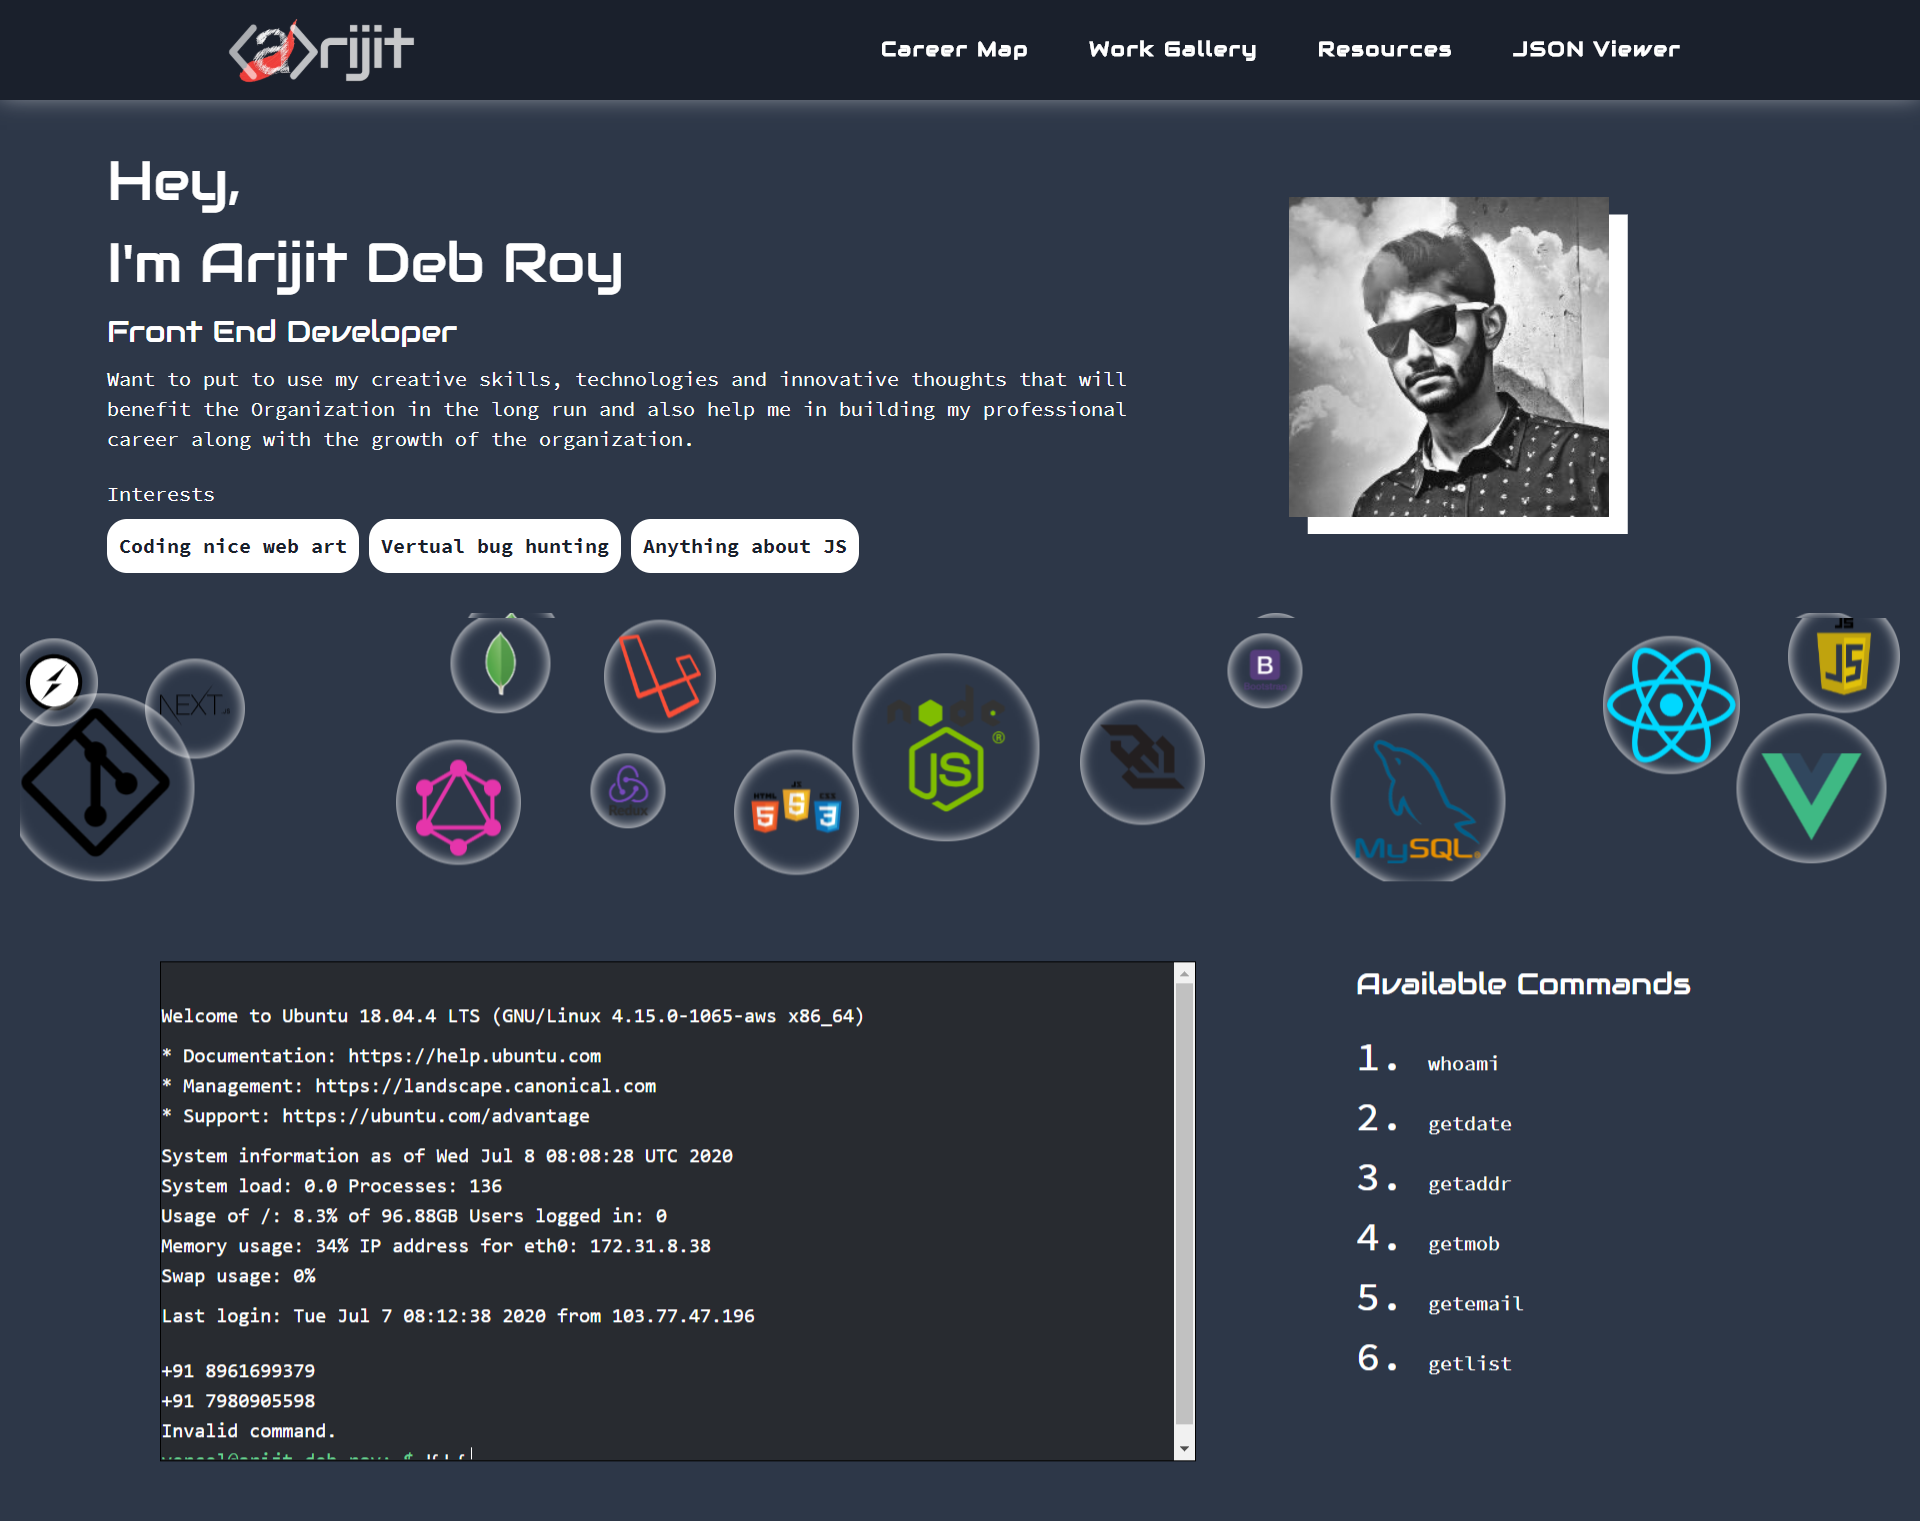 <a>rijit
Career Map
Work Gallery
Resources
JSON Viewer
Hey,
I'm Arijit Deb Roy
Front End Developer
Want to put to use my creative skills, technologies and innovative thoughts that will
benefit the Organization in the long run and also help me in building my professional
career along with the growth of the organization.
Interests
Coding nice web art
Vertual bug hunting
Anything about JS
NEXT.JS
Redux
HTML JS CSS
5 5 3
node
JS ®
B
Bootstrap
MySQL®
JS
JS
Welcome to Ubuntu 18.04.4 LTS (GNU/Linux 4.15.0-1065-aws x86_64)
* Documentation: https://help.ubuntu.com
* Management: https://landscape.canonical.com
* Support: https://ubuntu.com/advantage
System information as of Wed Jul 8 08:08:28 UTC 2020
System load: 0.0 Processes: 136
Usage of /: 8.3% of 96.88GB Users logged in: 0
Memory usage: 34% IP address for eth0: 172.31.8.38
Swap usage: 0%
Last login: Tue Jul 7 08:12:38 2020 from 103.77.47.196
+91 8961699379
+91 7980905598
Invalid command.
Available Commands
1. whoami
2. getdate
3. getaddr
4. getmob
5. getemail
6. getlist